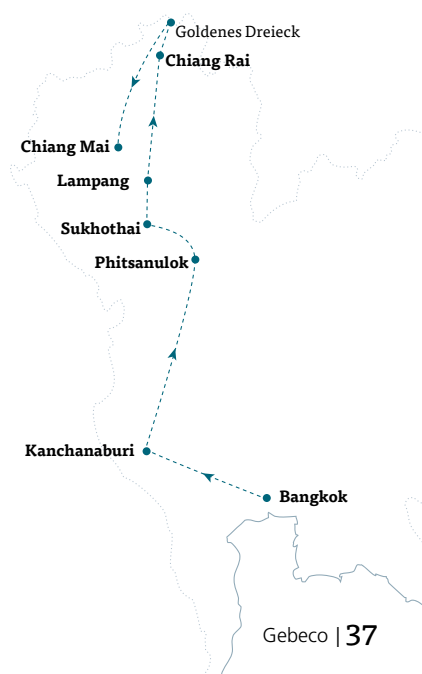 Goldenes Dreieck
Chiang Rai
Chiang Mai
Lampang
Sukhothai
Phitsanulok
Kanchanaburi
Bangkok
Gebeco | 37